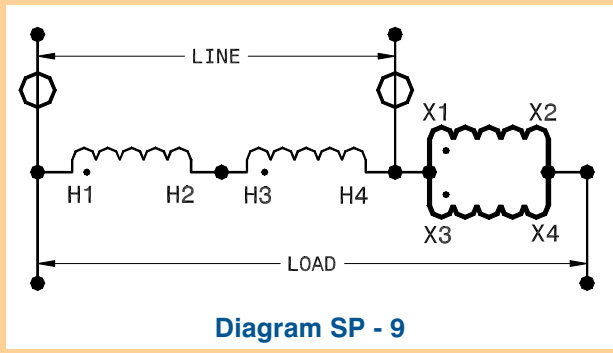 LINE
X1 X2
H1 H2 H3 H4
X3 X4
LOAD
Diagram SP - 9